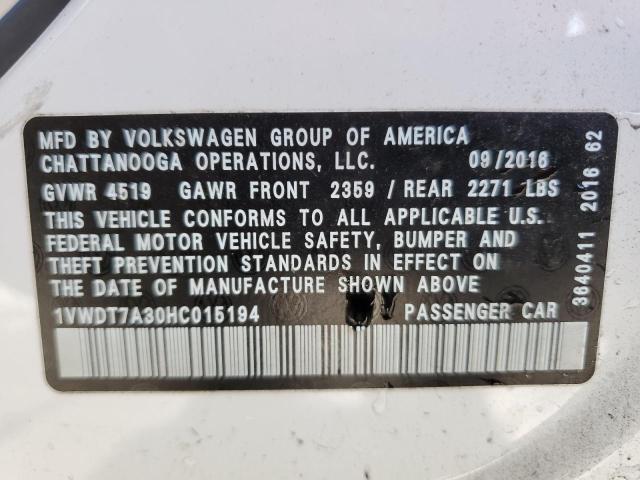 MFD BY VOLKSWAGEN GROUP OF AMERICA
CHATTANOOGA OPERATIONS, LLC. 09/2016
GVWR 4519 GAWR FRONT 2359 / REAR 2271 LBS
THIS VEHICLE CONFORMS TO ALL APPLICABLE U.S.
FEDERAL MOTOR VEHICLE SAFETY, BUMPER AND
THEFT PREVENTION STANDARDS IN EFFECT ON
THE DATE OF MANUFACTURE SHOWN ABOVE
1VWDT7A30HC015194 PASSENGER CAR
3840411 2016 62